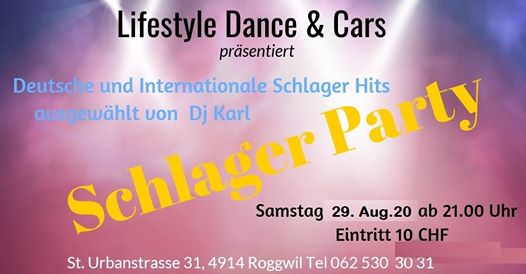 Lifestyle Dance & Cars
präsentiert
Deutsche und Internationale Schlager Hits
ausgewählt von Dj Karl
Schlager Party
Samstag 29. Aug.20 ab 21.00 Uhr
Eintritt 10 CHF
St. Urbanstrasse 31, 4914 Roggwil Tel 062 530 30 31